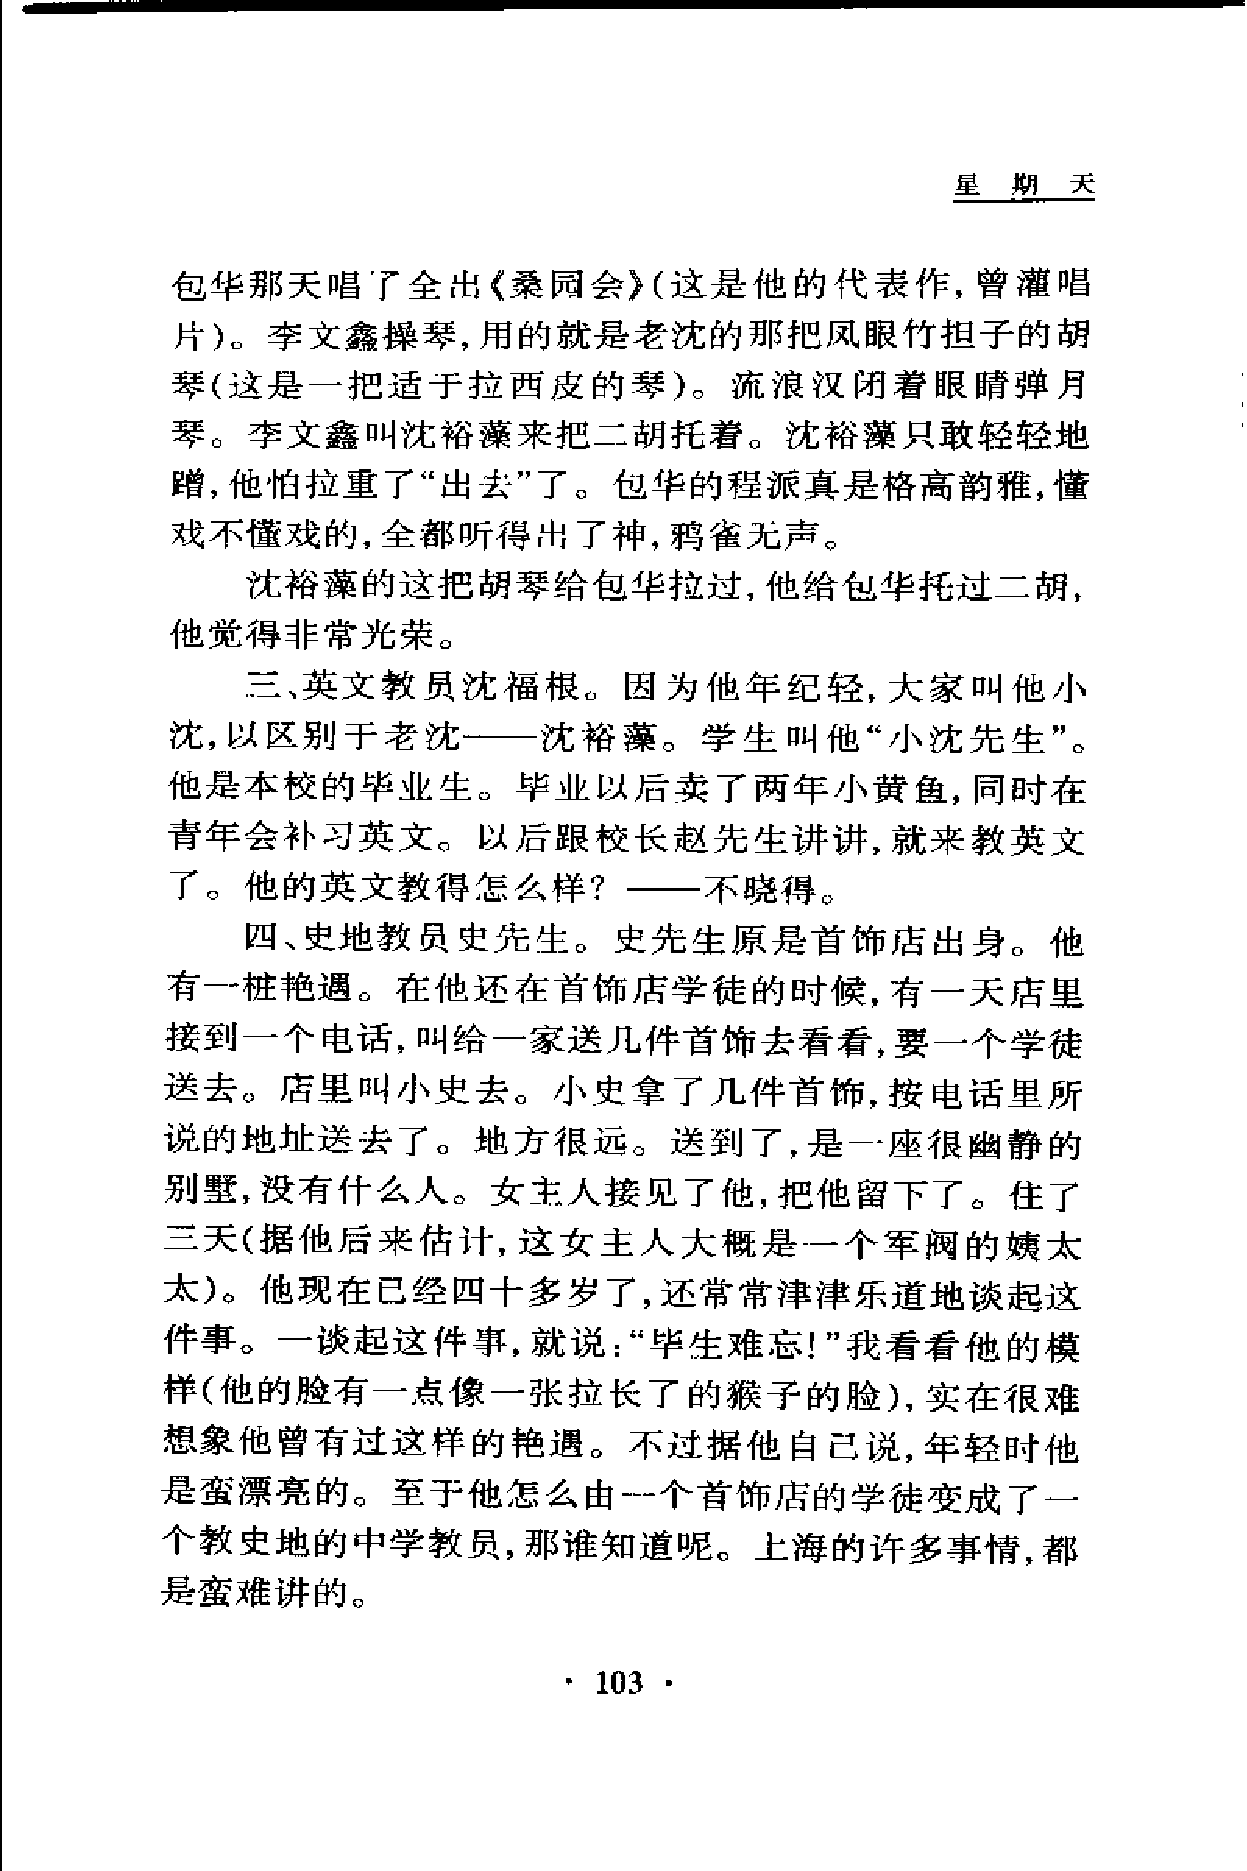 星 期 天
包华那天唱了全出《桑园会》(这是他的代表作,曾灌唱
片)。李文鑫操琴,用的就是老沈的那把凤眼竹担子的胡
琴(这是一把适于拉西皮的琴)。流浪汉闭着眼睛弹月
琴。李文鑫叫沈裕藻来把二胡托着。沈裕藻只敢轻轻地
蹭,他怕拉重了“出去”了。包华的程派真是格高韵雅,懂
戏不懂戏的,全都听得出了神,鸦雀无声。
沈裕藻的这把胡琴给包华拉过,他给包华托过二胡,
他觉得非常光荣。
三、英文教员沈福根。因为他年纪轻,大家叫他小
沈,以区别于老沈——沈裕藻。学生叫他“小沈先生”。
他是本校的毕业生。毕业以后卖了两年小黄鱼,同时在
青年会补习英文。以后跟校长赵先生讲讲,就来教英文
了。他的英文教得怎么样?——不晓得。
四、史地教员史先生。史先生原是首饰店出身。他
有一桩艳遇。在他还在首饰店学徒的时候,有一天店里
接到一个电话,叫给一家送几件首饰去看看,要一个学徒
送去。店里叫小史去。小史拿了几件首饰,按电话里所
说的地址送去了。地方很远。送到了,是一座很幽静的
别墅,没有什么人。女主人接见了他,把他留下了。住了
三天(据他后来估计,这女主人大概是一个军阀的姨太
太)。他现在已经四十多岁了,还常常津津乐道地谈起这
件事。一谈起这件事,就说:“毕生难忘!”我看看他的模
样(他的脸有一点像一张拉长了的猴子的脸),实在很难
想象他曾有过这样的艳遇。不过据他自己说,年轻时他
是蛮漂亮的。至于他怎么由一个首饰店的学徒变成了一
个教史地的中学教员,那谁知道呢。上海的许多事情,都
是蛮难讲的。
· 103 ·